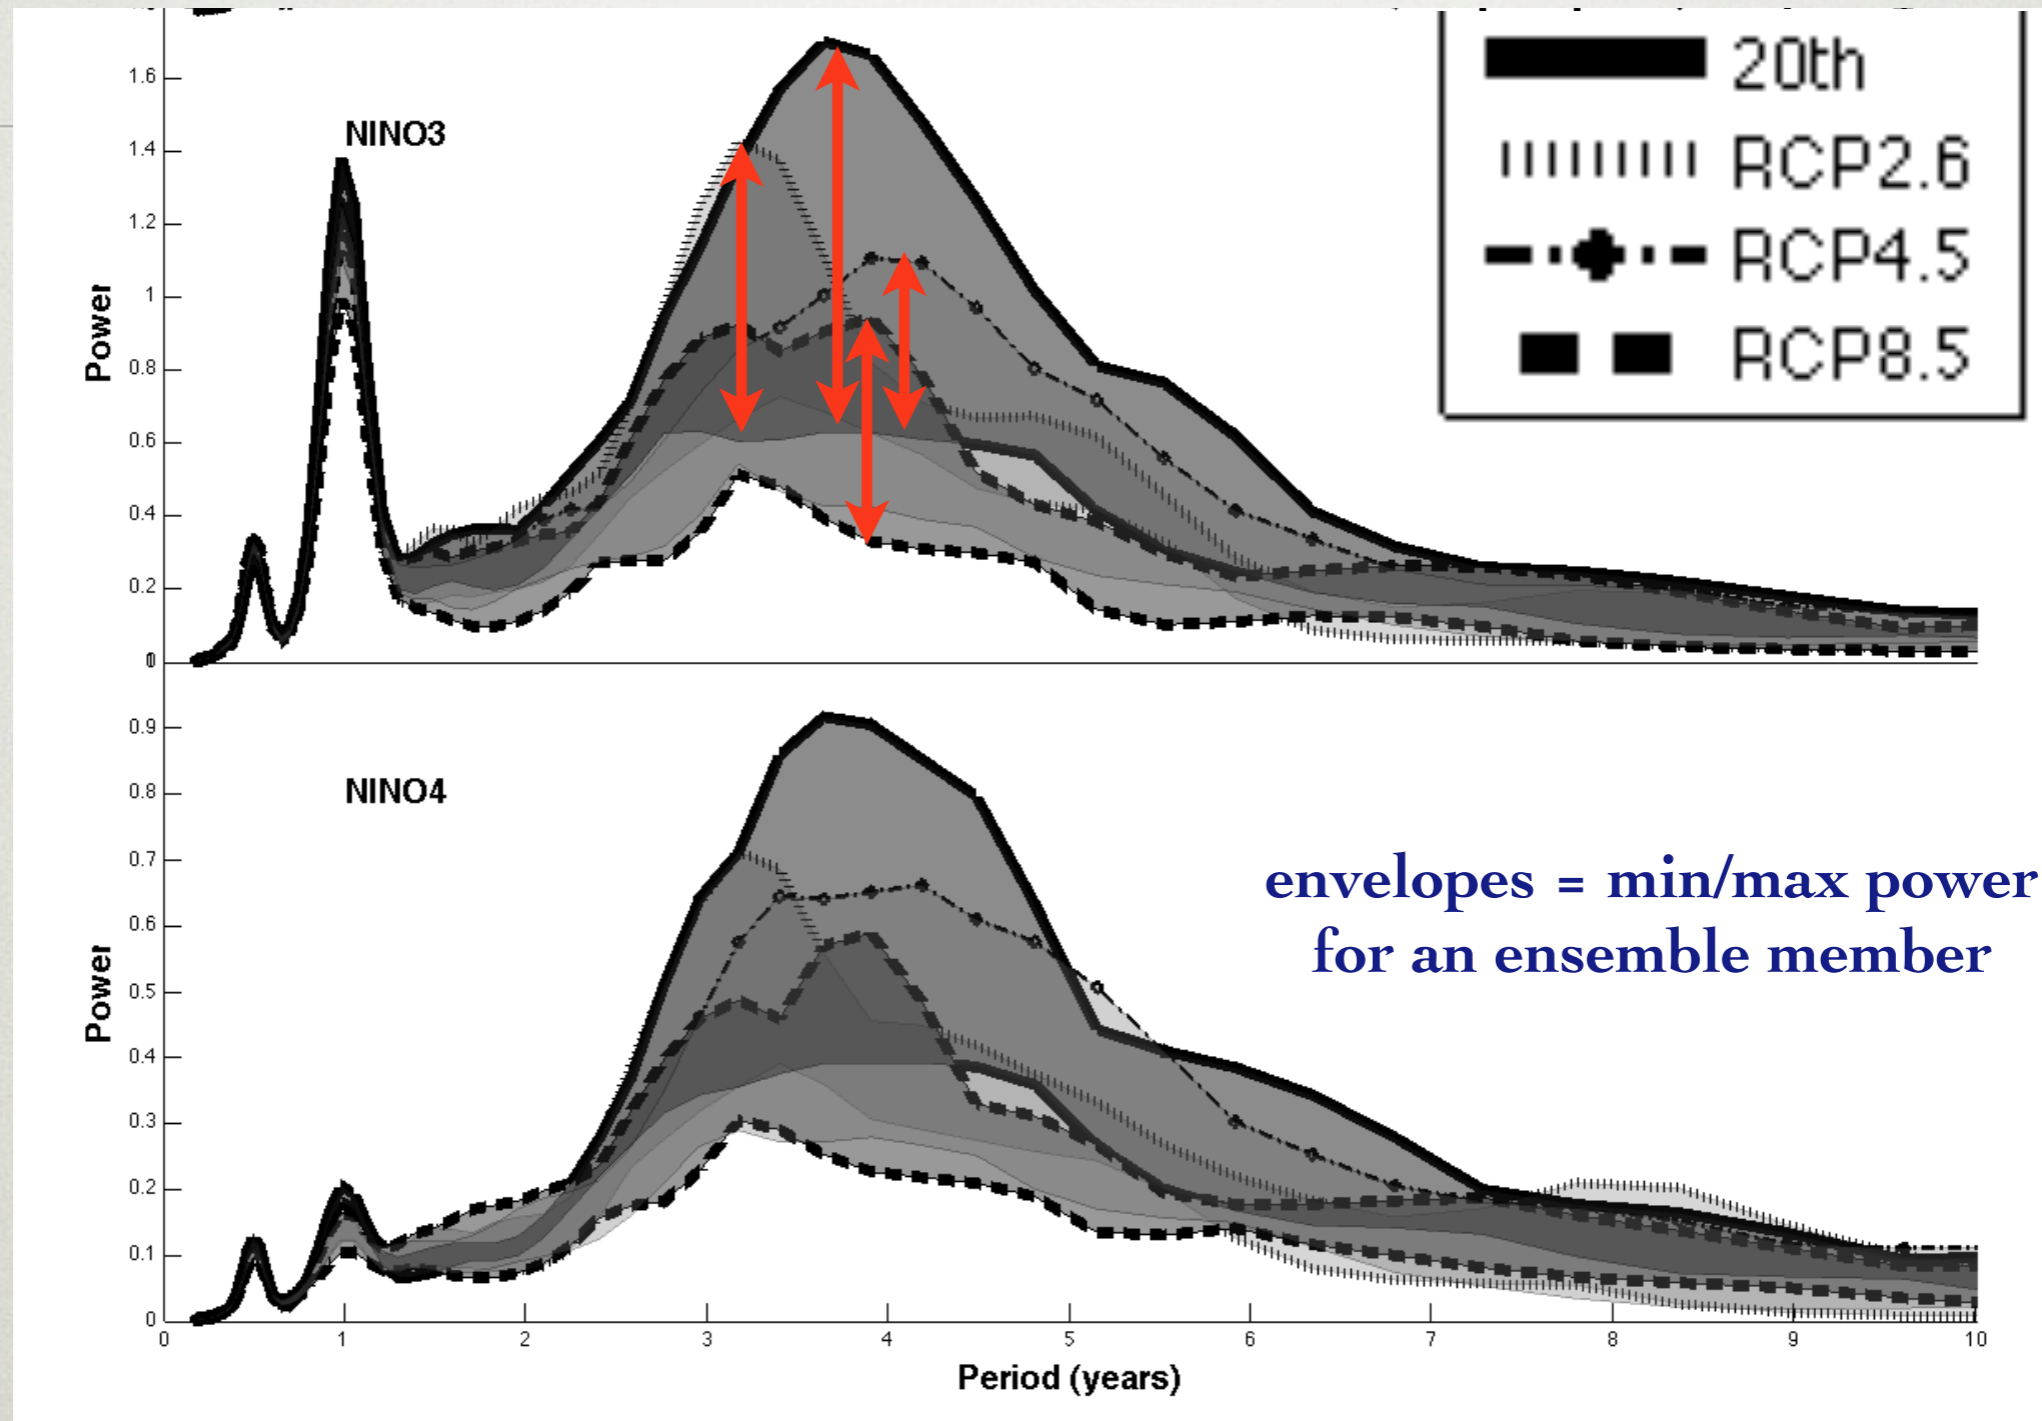 20th
RCP2.6
RCP4.5
RCP8.5
NINO3
Power
1.6
1.4
1.2
1
0.8
0.6
0.4
0.2
0
NINO4
envelopes = min/max power
for an ensemble member
Power
0.9
0.8
0.7
0.6
0.5
0.4
0.3
0.2
0.1
0
0 1 2 3 4 5 6 7 8 9 10
Period (years)